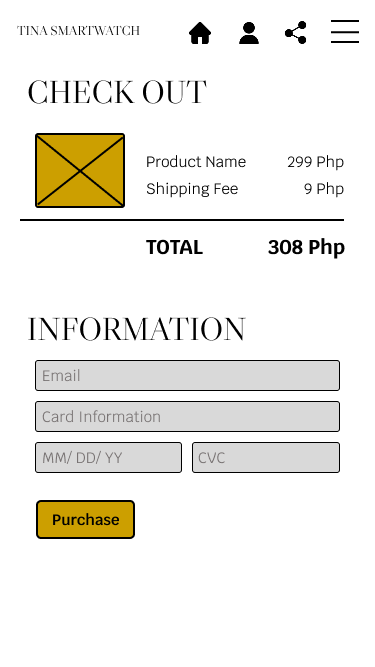 TINA SMARTWATCH
CHECK OUT
Product Name 299 Php
Shipping Fee 9 Php
TOTAL 308 Php
INFORMATION
Email
Card Information
MM/ DD/ YY CVC
Purchase